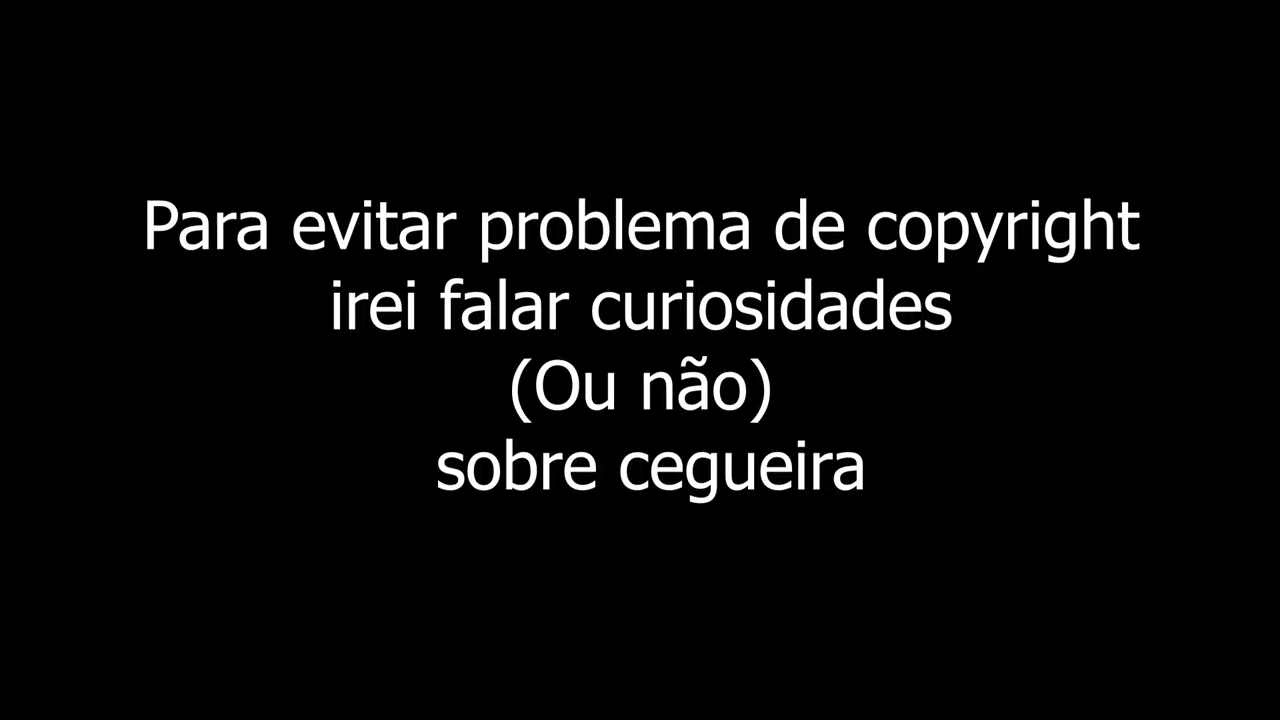 Para evitar problema de copyright
irei falar curiosidades
(Ou não)
sobre cegueira